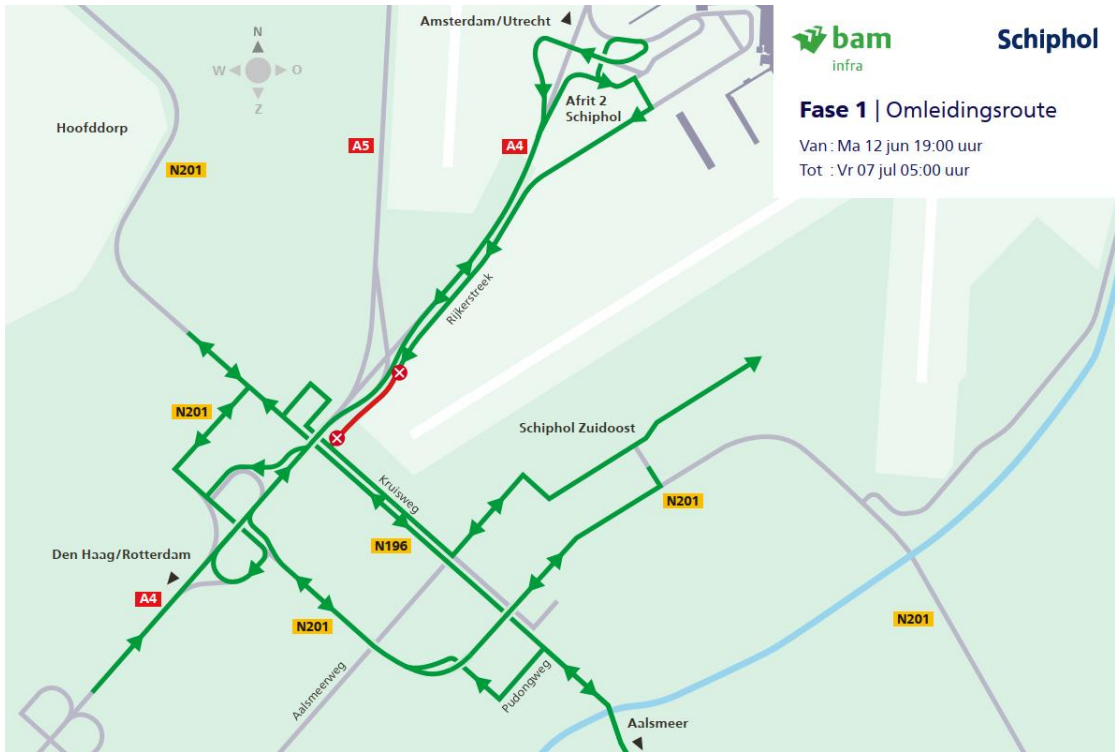 Amsterdam/Utrecht
bam
infra
Schiphol
Fase 1 | Omleidingsroute
Van : Ma 12 jun 19:00 uur
Tot : Vr 07 jul 05:00 uur
N
W
O
Z
Hoofddorp
N201
A5
A4
Afrit 2
Schiphol
Rijkerstreek
N201
Schiphol Zuidoost
Kruisweg
N201
N196
Den Haag/Rotterdam
A4
N201
N201
Aalsmeerweg
Pudongweg
Aalsmeer